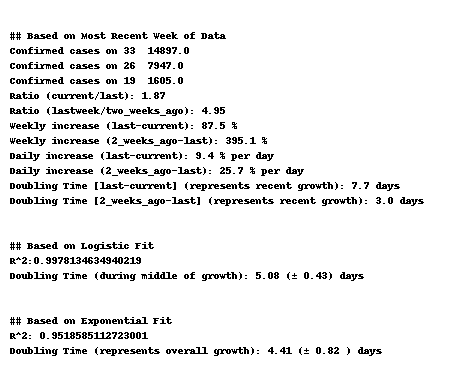 ## Based on Most Recent Week of Data
Confirmed cases on 33  14897.0
Confirmed cases on 26  7947.0
Confirmed cases on 19  1605.0
Ratio (current/last): 1.87
Ratio (lastweek/two_weeks_ago): 4.95
Weekly increase (last-current): 87.5 %
Weekly increase (2_weeks_ago-last): 395.1 %
Daily increase (last-current): 9.4 % per day
Daily increase (2_weeks_ago-last): 25.7 % per day
Doubling Time [last-current] (represents recent growth): 7.7 days
Doubling Time [2_weeks_ago-last] (represents recent growth): 3.0 days
## Based on Logistic Fit
R^2:0.9978134634940219
Doubling Time (during middle of growth): 5.08 (± 0.43) days
## Based on Exponential Fit
R^2: 0.9518585112723001
Doubling Time (represents overall growth): 4.41 (± 0.82 ) days